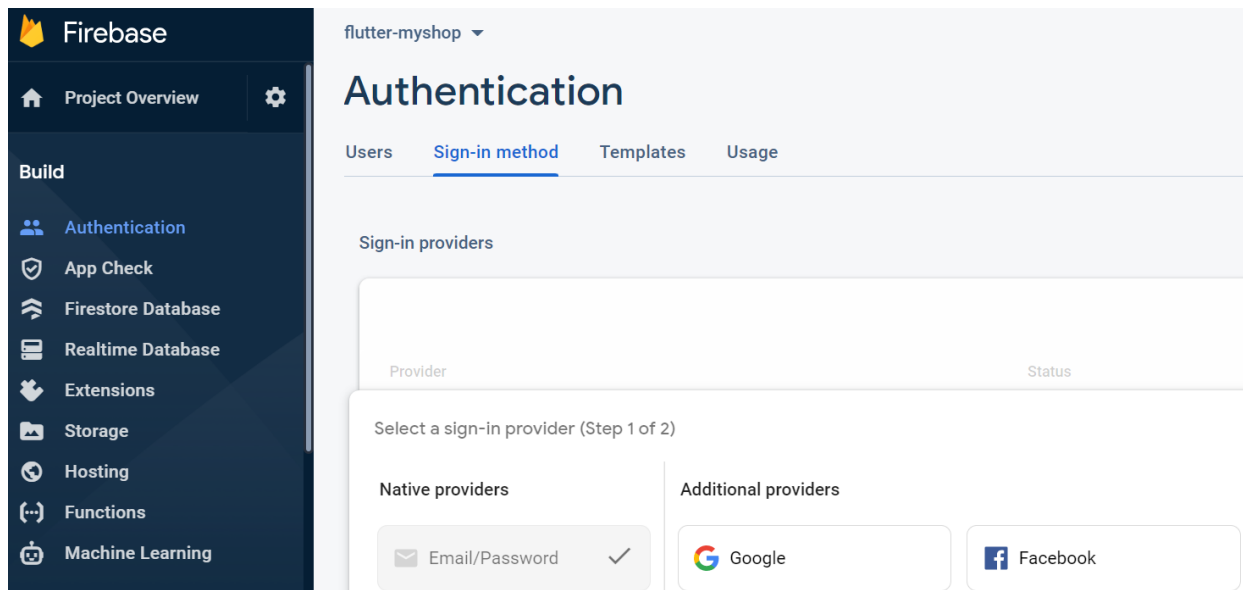 Firebase
Project Overview
Build
Authentication
App Check
Firestore Database
Realtime Database
Extensions
Storage
Hosting
Functions
Machine Learning
flutter-myshop
Authentication
Users Sign-in method Templates Usage
Sign-in providers
Provider Status
Select a sign-in provider (Step 1 of 2)
Native providers Additional providers
Email/Password Google Facebook